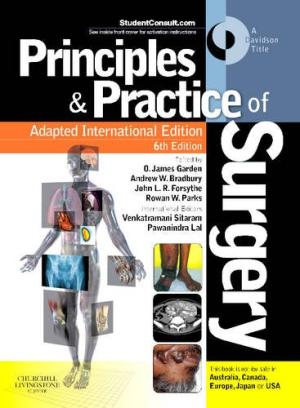 StudentConsult.com
See inside front cover for activation instructions
A
Davidson
Title
Principles
& Practice of
Surgery
Adapted International Edition
6th Edition
Edited by
O. James Garden
Andrew W. Bradbury
John L. R. Forsythe
Rowan W. Parks
International Editors
Venkatramani Sitaram
Pawanindra Lal
This book is not for sale in
Australia, Canada,
Europe, Japan or USA
CHURCHILL
LIVINGSTONE
ELSEVIER